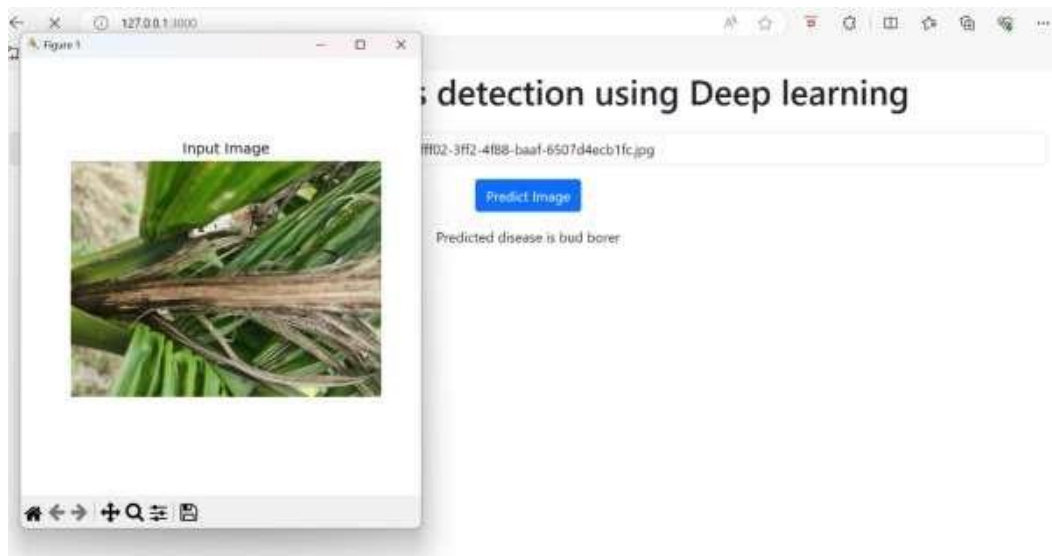 127.0.0.1:3000
Figure 1
detection using Deep learning
Input Image
fff02-3ff2-4f88-baaf-6507d4ecb1fc.jpg
Predict Image
Predicted disease is bud borer